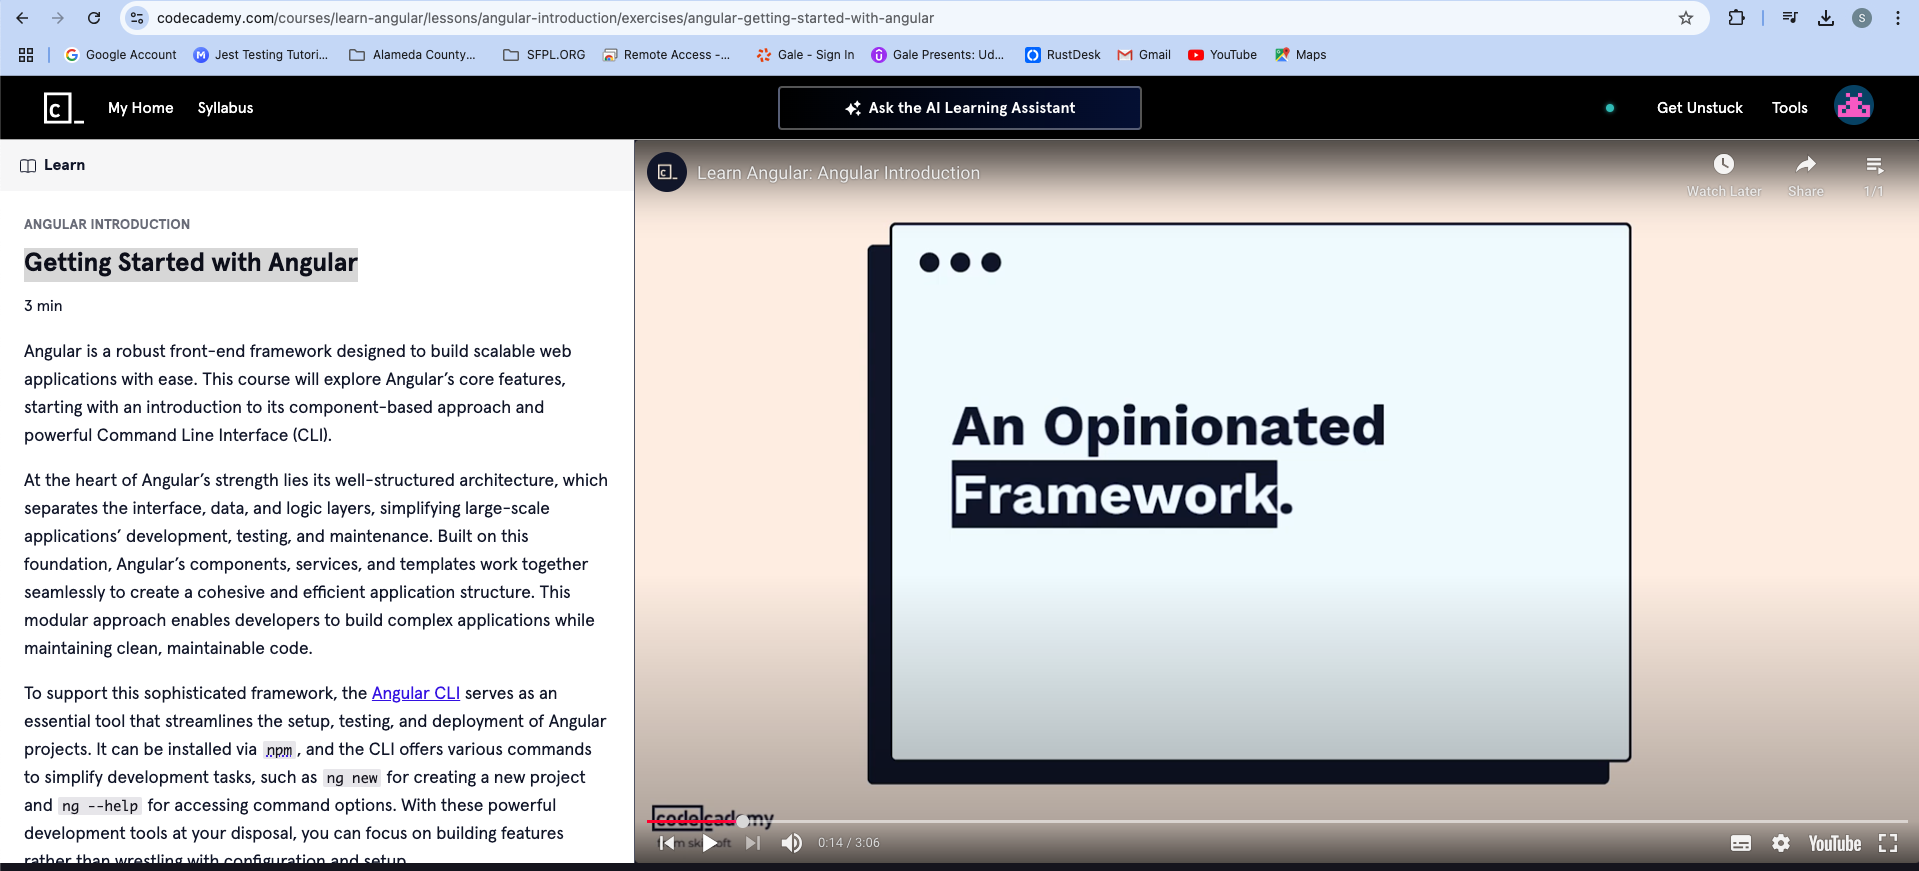 codecademy.com/courses/learn-angular/lessons/angular-introduction/exercises/angular-getting-started-with-angular
S
Google Account
Jest Testing Tutori...
Alameda County...
SFPL.ORG
Remote Access -...
Gale - Sign In
Gale Presents: Ud...
RustDesk
Gmail
YouTube
Maps
c_
My Home
Syllabus
Ask the AI Learning Assistant
Get Unstuck
Tools
Learn
ANGULAR INTRODUCTION
Getting Started with Angular
3 min
Angular is a robust front-end framework designed to build scalable web
applications with ease. This course will explore Angular’s core features,
starting with an introduction to its component-based approach and
powerful Command Line Interface (CLI).
At the heart of Angular’s strength lies its well-structured architecture, which
separates the interface, data, and logic layers, simplifying large-scale
applications’ development, testing, and maintenance. Built on this
foundation, Angular’s components, services, and templates work together
seamlessly to create a cohesive and efficient application structure. This
modular approach enables developers to build complex applications while
maintaining clean, maintainable code.
To support this sophisticated framework, the Angular CLI serves as an
essential tool that streamlines the setup, testing, and deployment of Angular
projects. It can be installed via npm, and the CLI offers various commands
to simplify development tasks, such as ng new for creating a new project
and ng --help for accessing command options. With these powerful
development tools at your disposal, you can focus on building features
rather than wrestling with configuration and setup.
c_
Learn Angular: Angular Introduction
Watch Later
Share
1/1
An Opinionated
Framework.
codecademy
0:14 / 3:06
YouTube